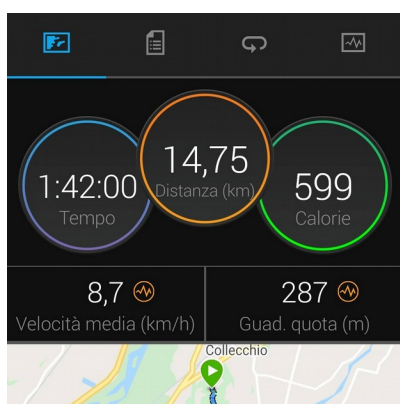 14,75
Distanza (km)
1:42:00
Tempo
599
Calorie
8,7
Velocità media (km/h)
287
Guad. quota (m)
Collecchio